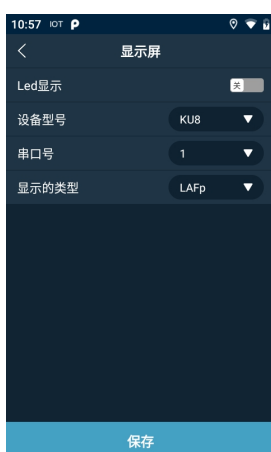 10:57 IOT P
显示屏
Led显示 关
设备型号 KU8
串口号 1
显示的类型 LAFp
保存